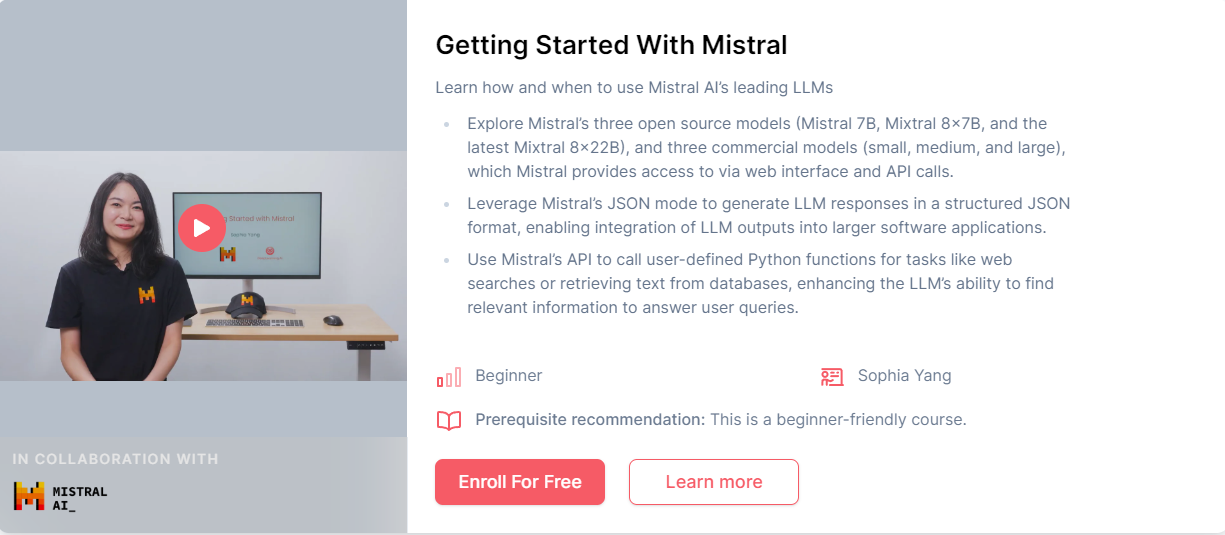 Getting Started With Mistral
Learn how and when to use Mistral AI’s leading LLMs
Explore Mistral’s three open source models (Mistral 7B, Mixtral 8×7B, and the
latest Mixtral 8×22B), and three commercial models (small, medium, and large),
which Mistral provides access to via web interface and API calls.
Leverage Mistral’s JSON mode to generate LLM responses in a structured JSON
format, enabling integration of LLM outputs into larger software applications.
Use Mistral’s API to call user-defined Python functions for tasks like web
searches or retrieving text from databases, enhancing the LLM’s ability to find
relevant information to answer user queries.
Beginner
Sophia Yang
Prerequisite recommendation: This is a beginner-friendly course.
Enroll For Free
Learn more
Started with Mistral
Sophia Yang
IN COLLABORATION WITH
MISTRAL
AI_